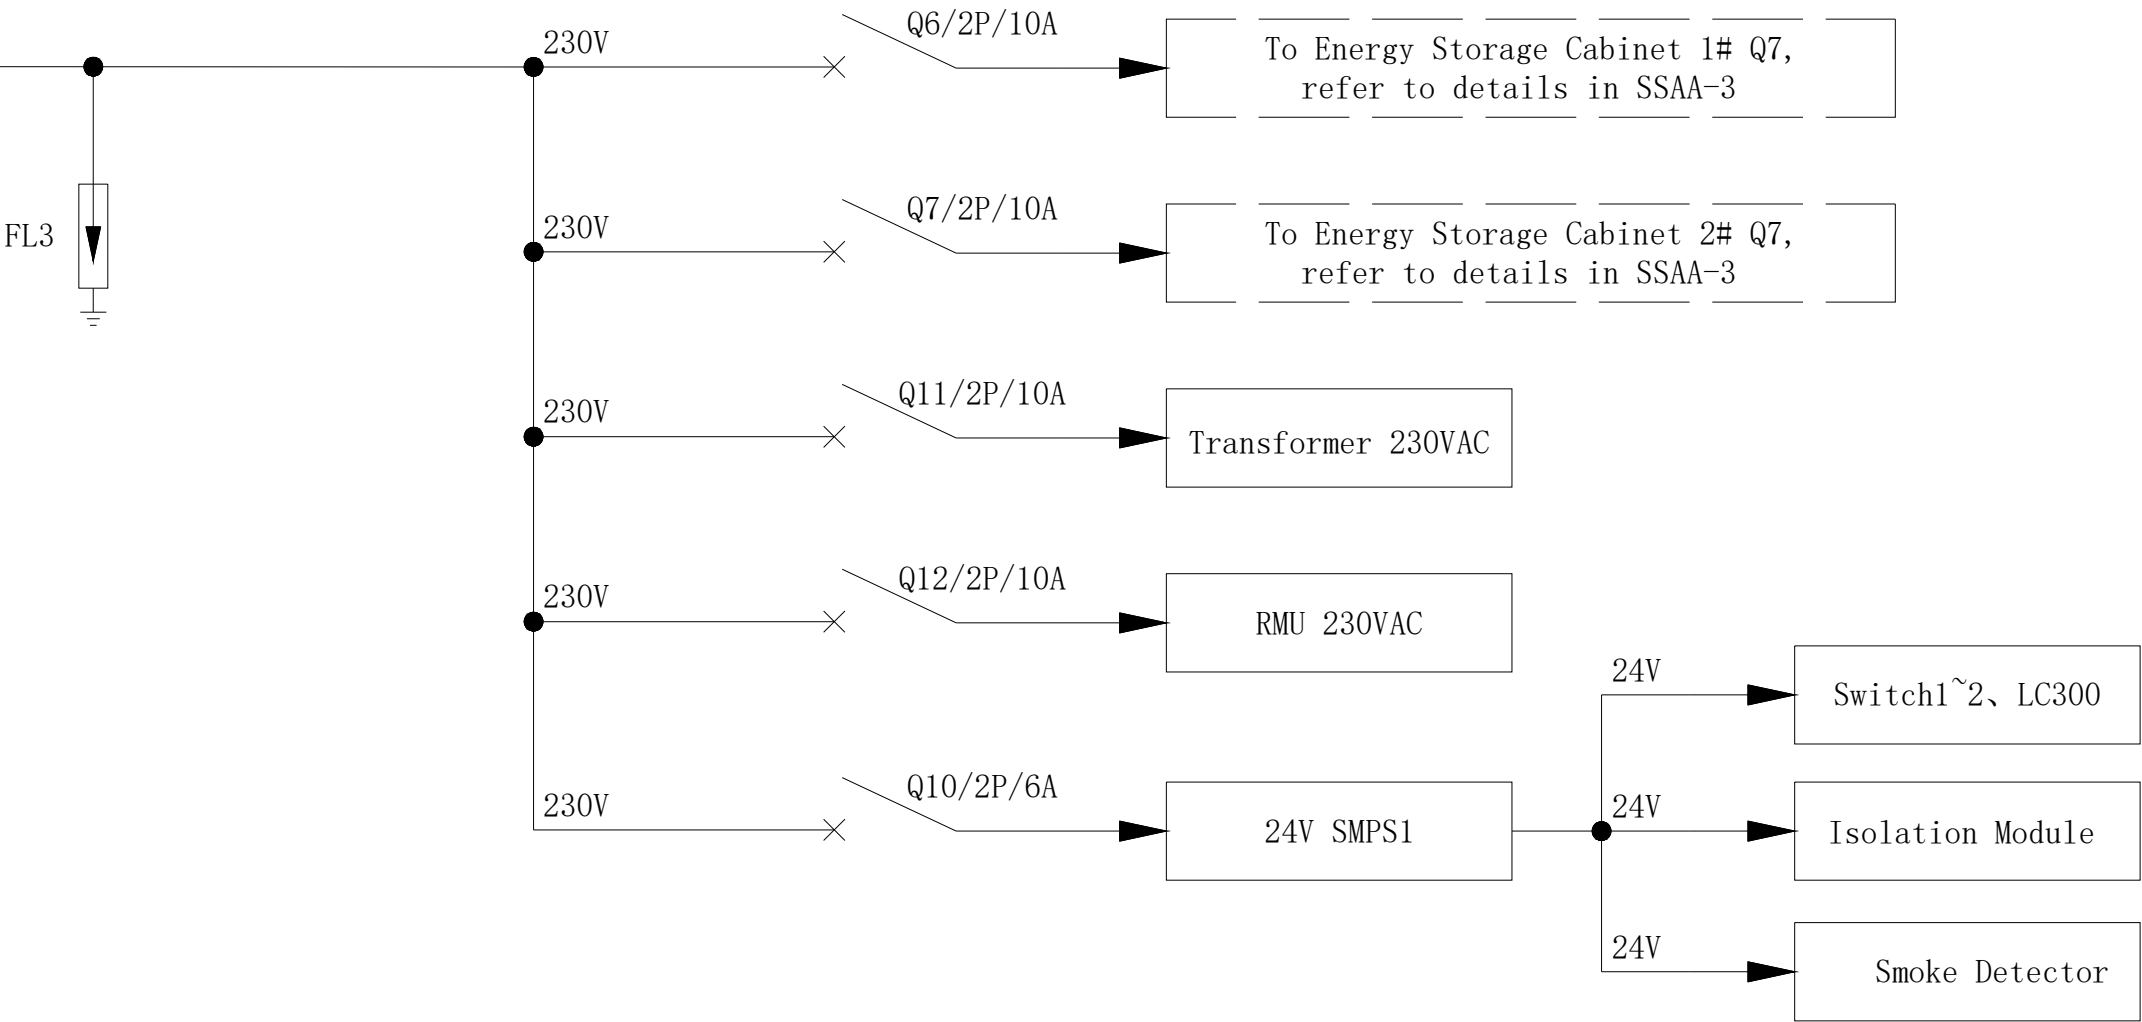 230V
Q6/2P/10A
To Energy Storage Cabinet 1# Q7,
refer to details in SSAA-3
FL3
230V
Q7/2P/10A
To Energy Storage Cabinet 2# Q7,
refer to details in SSAA-3
230V
Q11/2P/10A
Transformer 230VAC
230V
Q12/2P/10A
RMU 230VAC
230V
Q10/2P/6A
24V SMPS1
24V
Switch1~2、LC300
24V
Isolation Module
24V
Smoke Detector